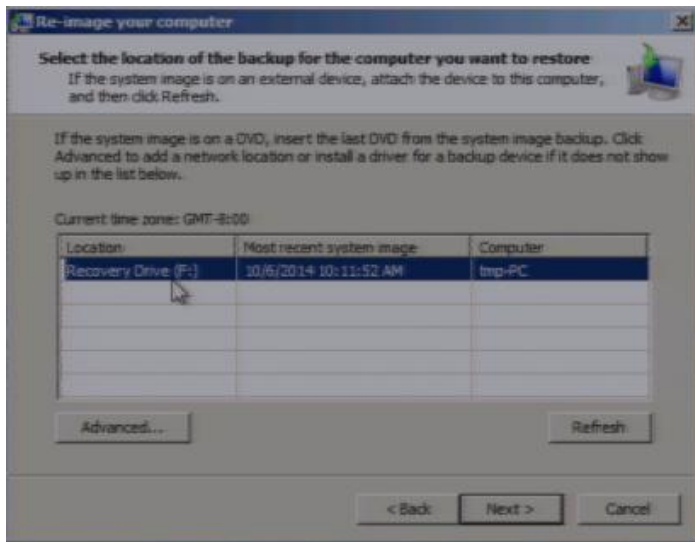 Re-image your computer
Select the location of the backup for the computer you want to restore
If the system image is on an external device, attach the device to this computer,
and then click Refresh.
If the system image is on a DVD, insert the last DVD from the system image backup. Click
Advanced to add a network location or install a driver for a backup device if it does not show
up in the list below.
Current time zone: GMT-8:00
Location Most recent system image Computer
Recovery Drive (F:) 10/6/2014 10:11:52 AM tmp-PC
Advanced... Refresh
< Back Next > Cancel